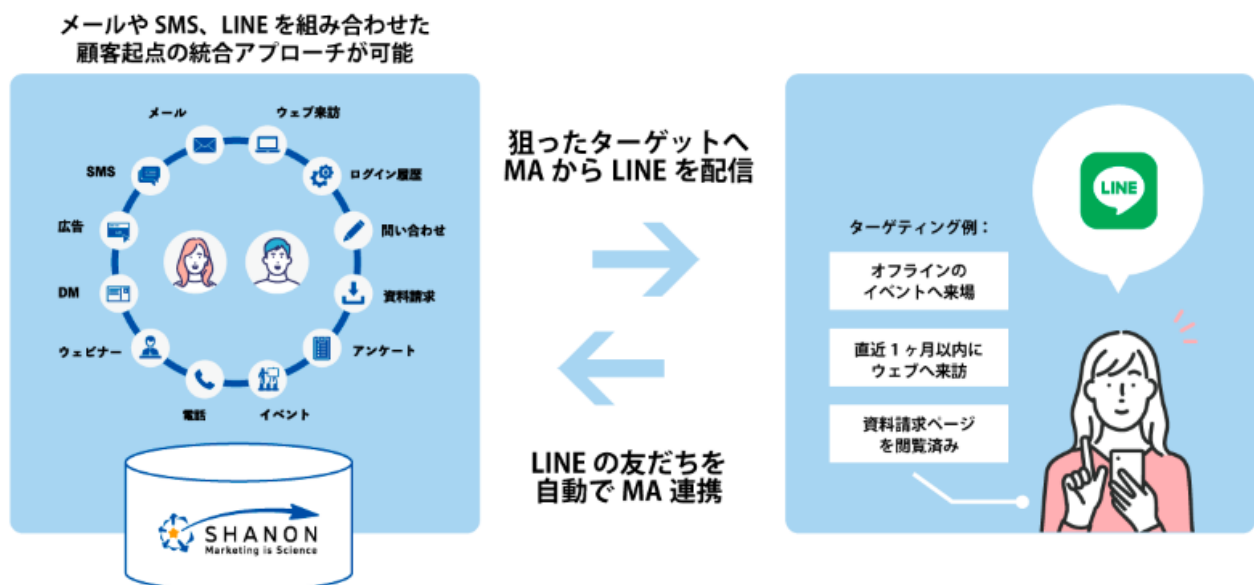 メールや SMS、LINE を組み合わせた
顧客起点の統合アプローチが可能
メール
ウェブ来訪
SMS
ログイン履歴
広告
問い合わせ
DM
資料請求
ウェビナー
アンケート
電話
イベント
SHANON
Marketing is Science
狙ったターゲットへ
MA から LINE を配信
LINE の友だちを
自動で MA 連携
LINE
ターゲティング例：
オフラインの
イベントへ来場
直近1ヶ月以内に
ウェブへ来訪
資料請求ページ
を閲覧済み